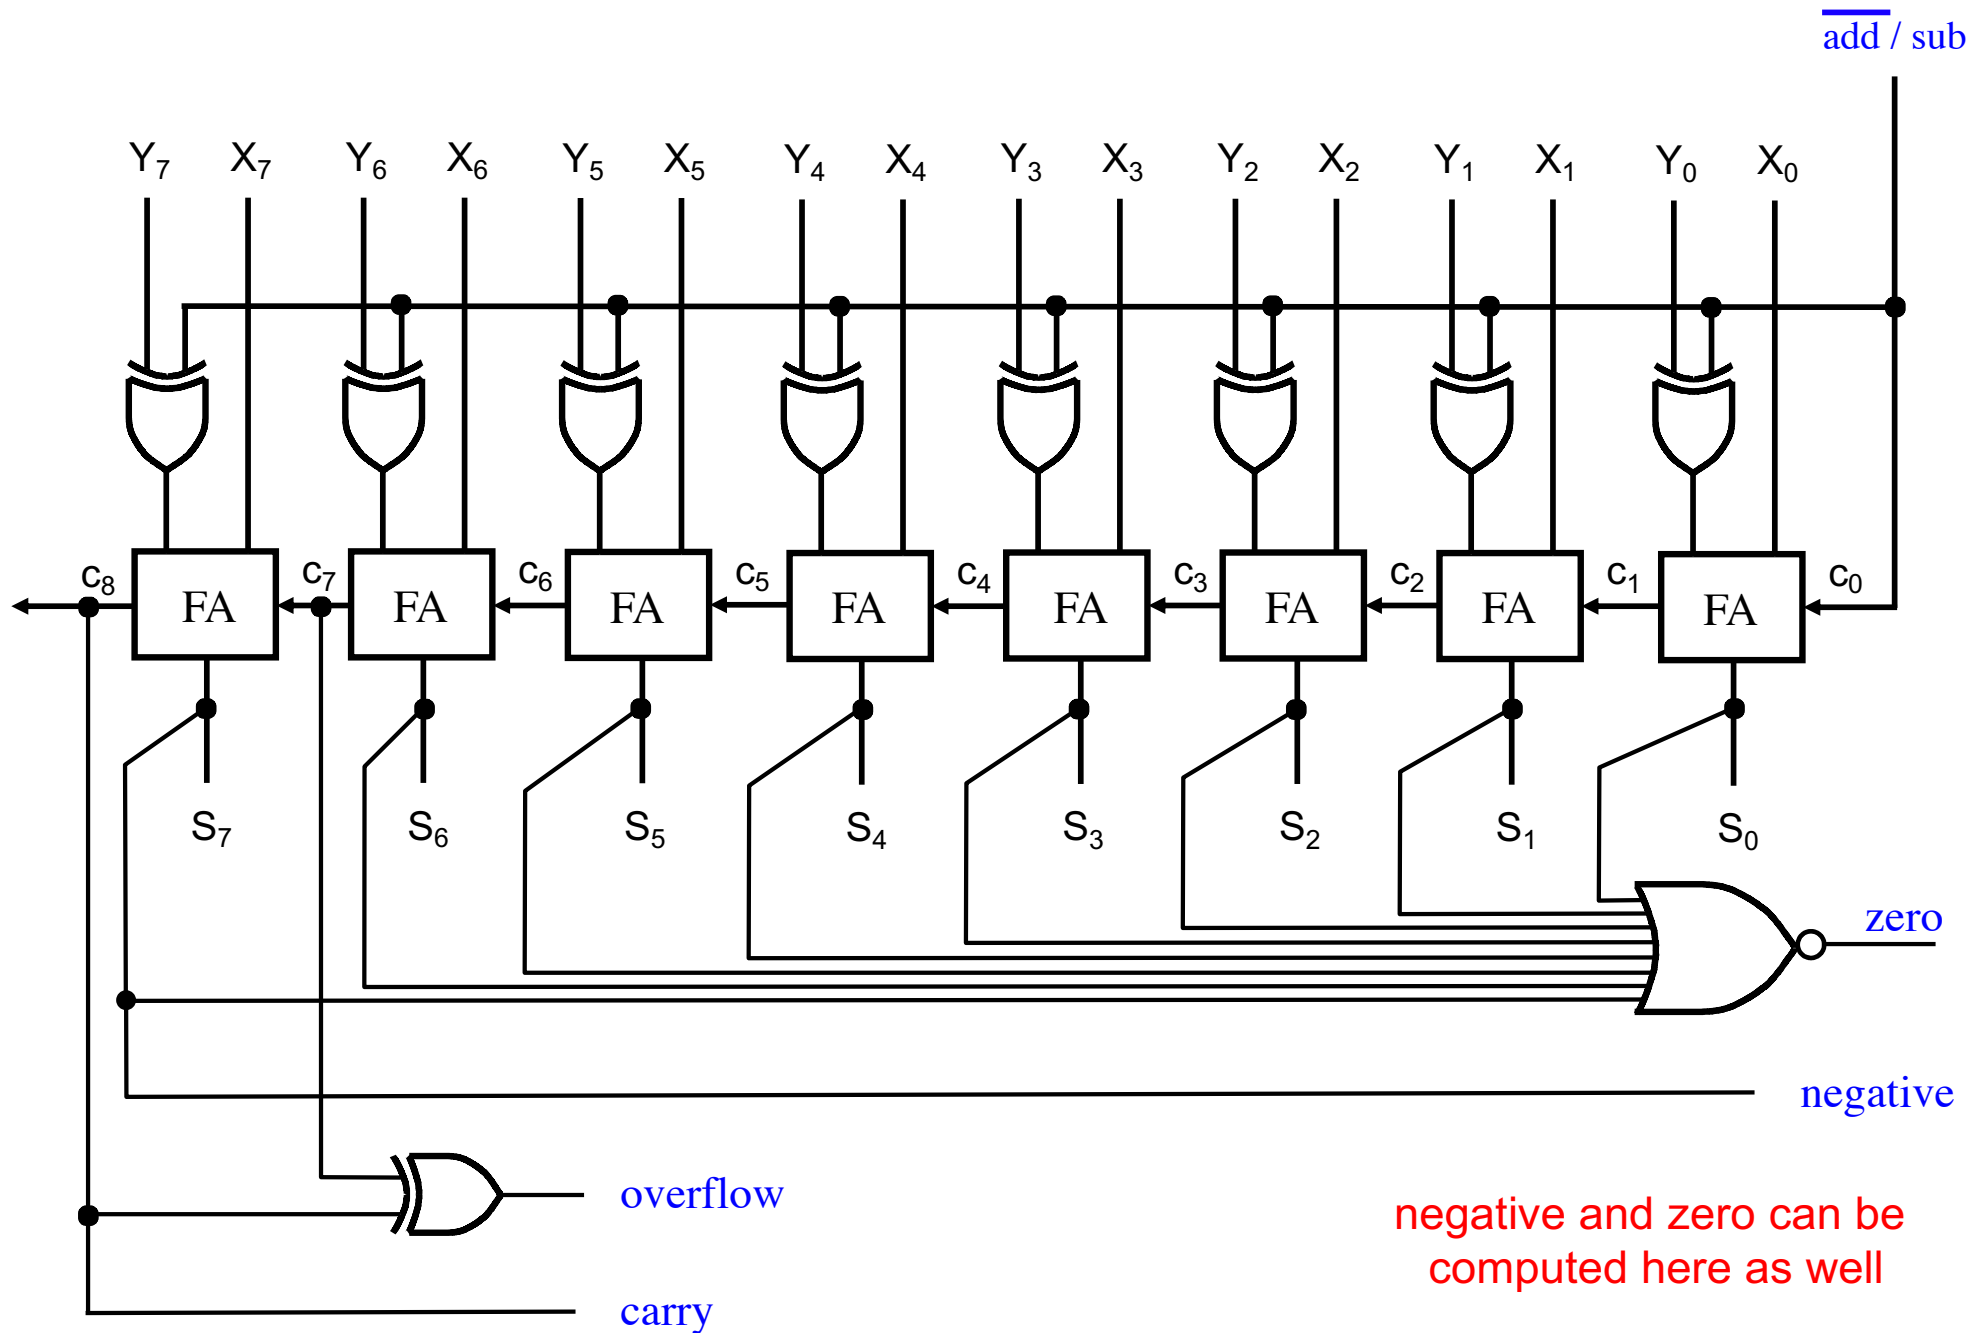 add / sub
Y7 X7 Y6 X6 Y5 X5 Y4 X4 Y3 X3 Y2 X2 Y1 X1 Y0 X0
c8 FA c7 FA c6 FA c5 FA c4 FA c3 FA c2 FA c1 FA c0
S7 S6 S5 S4 S3 S2 S1 S0
zero
negative
overflow
negative and zero can be
computed here as well
carry